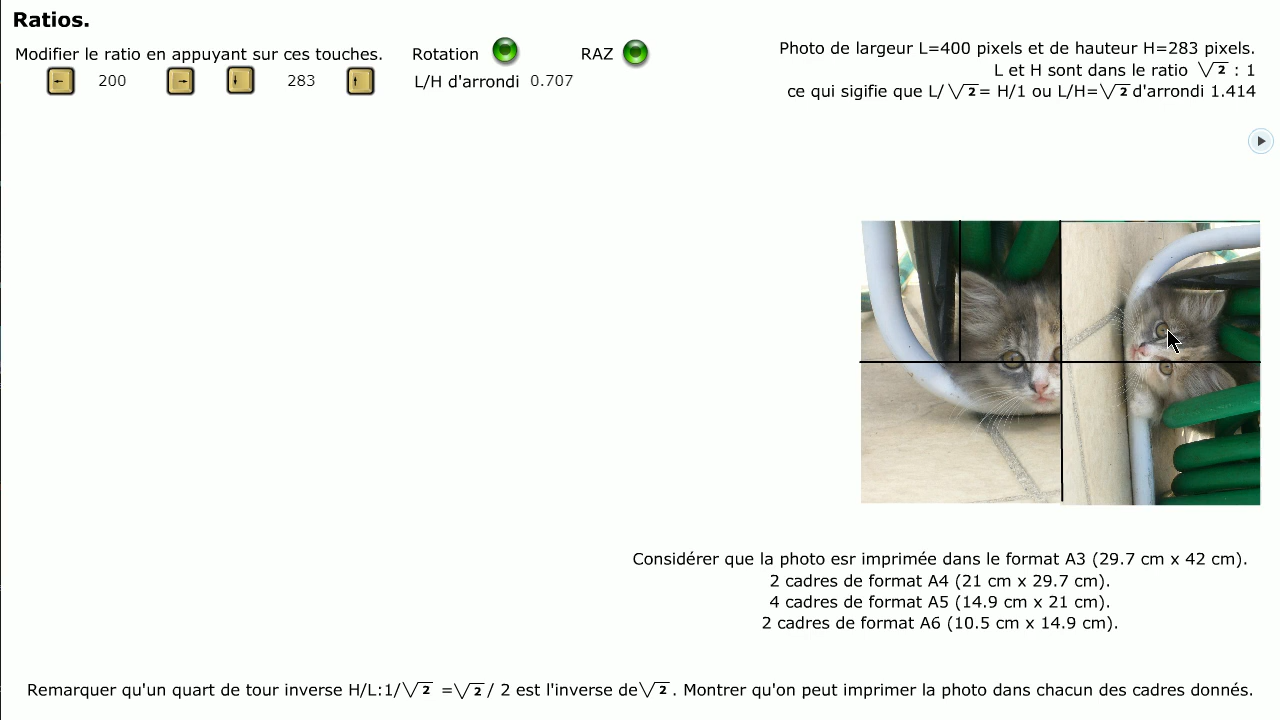 Ratios.
Modifier le ratio en appuyant sur ces touches. Rotation RAZ
200 283 L/H d'arrondi 0.707
Photo de largeur L=400 pixels et de hauteur H=283 pixels.
L et H sont dans le ratio √2 : 1
ce qui sigifie que L/ √2= H/1 ou L/H=√2 d'arrondi 1.414
Considérer que la photo esr imprimée dans le format A3 (29.7 cm x 42 cm).
2 cadres de format A4 (21 cm x 29.7 cm).
4 cadres de format A5 (14.9 cm x 21 cm).
2 cadres de format A6 (10.5 cm x 14.9 cm).
Remarquer qu'un quart de tour inverse H/L:1/√2 =√2 / 2 est l'inverse de√2 . Montrer qu'on peut imprimer la photo dans chacun des cadres donnés.